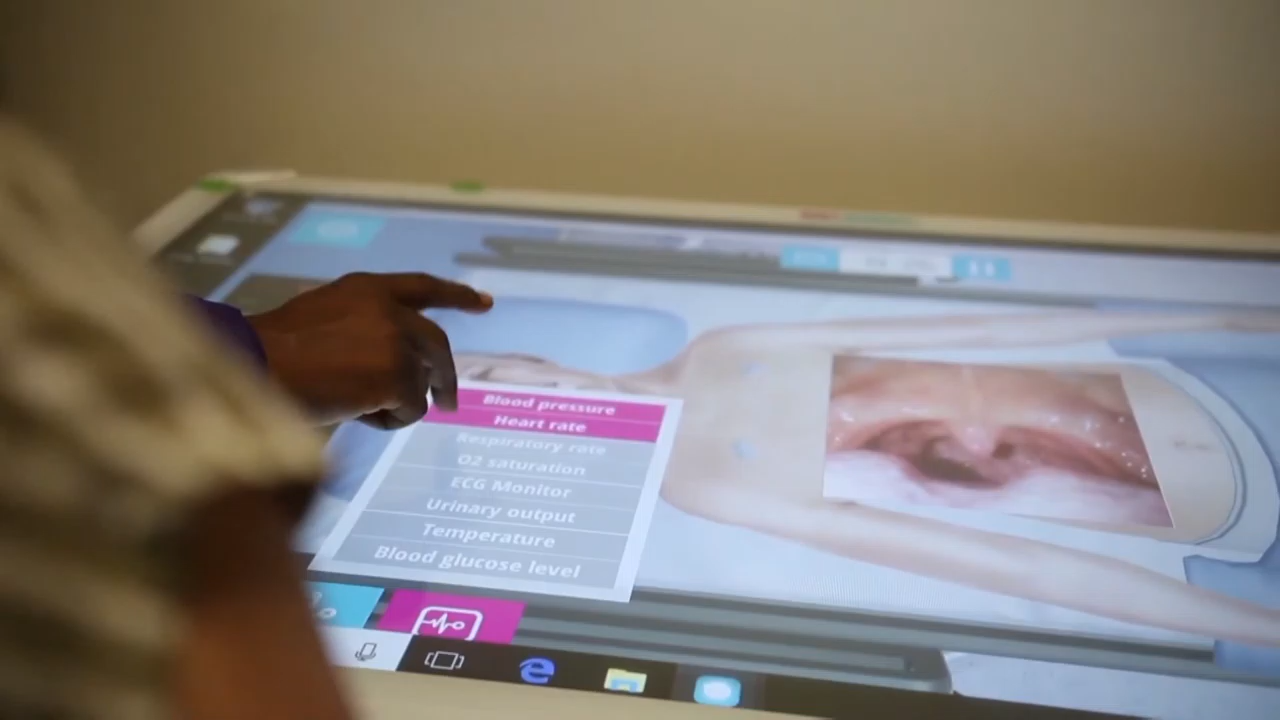 Blood pressure
Heart rate
Respiratory rate
O2 saturation
ECG Monitor
Urinary output
Temperature
Blood glucose level